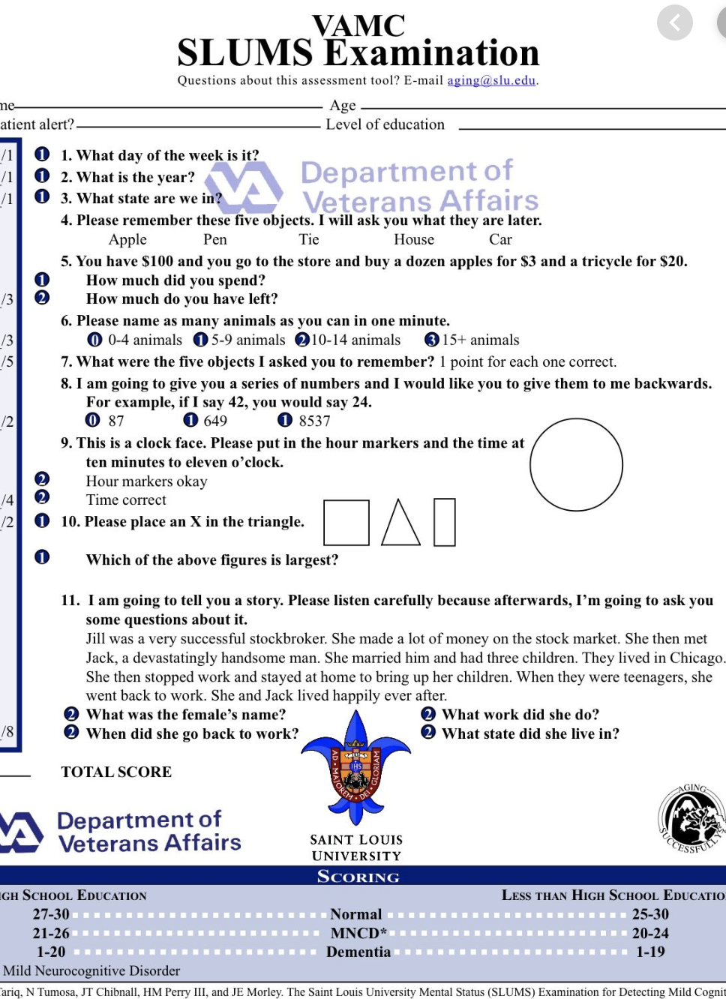 VAMC
SLUMS Examination
Questions about this assessment tool? E-mail aging@slu.edu.
Age
atient alert? Level of education
/1 1 1. What day of the week is it?
/1 1 2. What is the year?
/1 1 3. What state are we in?
VA Department of
Veterans Affairs
4. Please remember these five objects. I will ask you what they are later.
Apple Pen Tie House Car
5. You have $100 and you go to the store and buy a dozen apples for $3 and a tricycle for $20.
1 How much did you spend?
/3 2 How much do you have left?
6. Please name as many animals as you can in one minute.
/3 0 0-4 animals 1 5-9 animals 2 10-14 animals 3 15+ animals
/5 7. What were the five objects I asked you to remember? 1 point for each one correct.
8. I am going to give you a series of numbers and I would like you to give them to me backwards.
For example, if I say 42, you would say 24.
/2 0 87 1 649 1 8537
9. This is a clock face. Please put in the hour markers and the time at
ten minutes to eleven o’clock.
2 Hour markers okay
/4 2 Time correct
/2 1 10. Please place an X in the triangle.
1 Which of the above figures is largest?
11. I am going to tell you a story. Please listen carefully because afterwards, I’m going to ask you
some questions about it.
Jill was a very successful stockbroker. She made a lot of money on the stock market. She then met
Jack, a devastatingly handsome man. She married him and had three children. They lived in Chicago.
She then stopped work and stayed at home to bring up her children. When they were teenagers, she
went back to work. She and Jack lived happily ever after.
2 What was the female’s name? 2 What work did she do?
/8 2 When did she go back to work? 2 What state did she live in?
TOTAL SCORE
AD • MAJOREM • DEI • GLORIAM
IHS
VA Department of
Veterans Affairs
SAINT LOUIS
UNIVERSITY
AGING
SUCCESSFULLY
SCORING
GH SCHOOL EDUCATION LESS THAN HIGH SCHOOL EDUCATIO
27-30 Normal 25-30
21-26 MNCD* 20-24
1-20 Dementia 1-19
Mild Neurocognitive Disorder
Tariq, N Tumosa, JT Chibnall, HM Perry III, and JE Morley. The Saint Louis University Mental Status (SLUMS) Examination for Detecting Mild Cognit